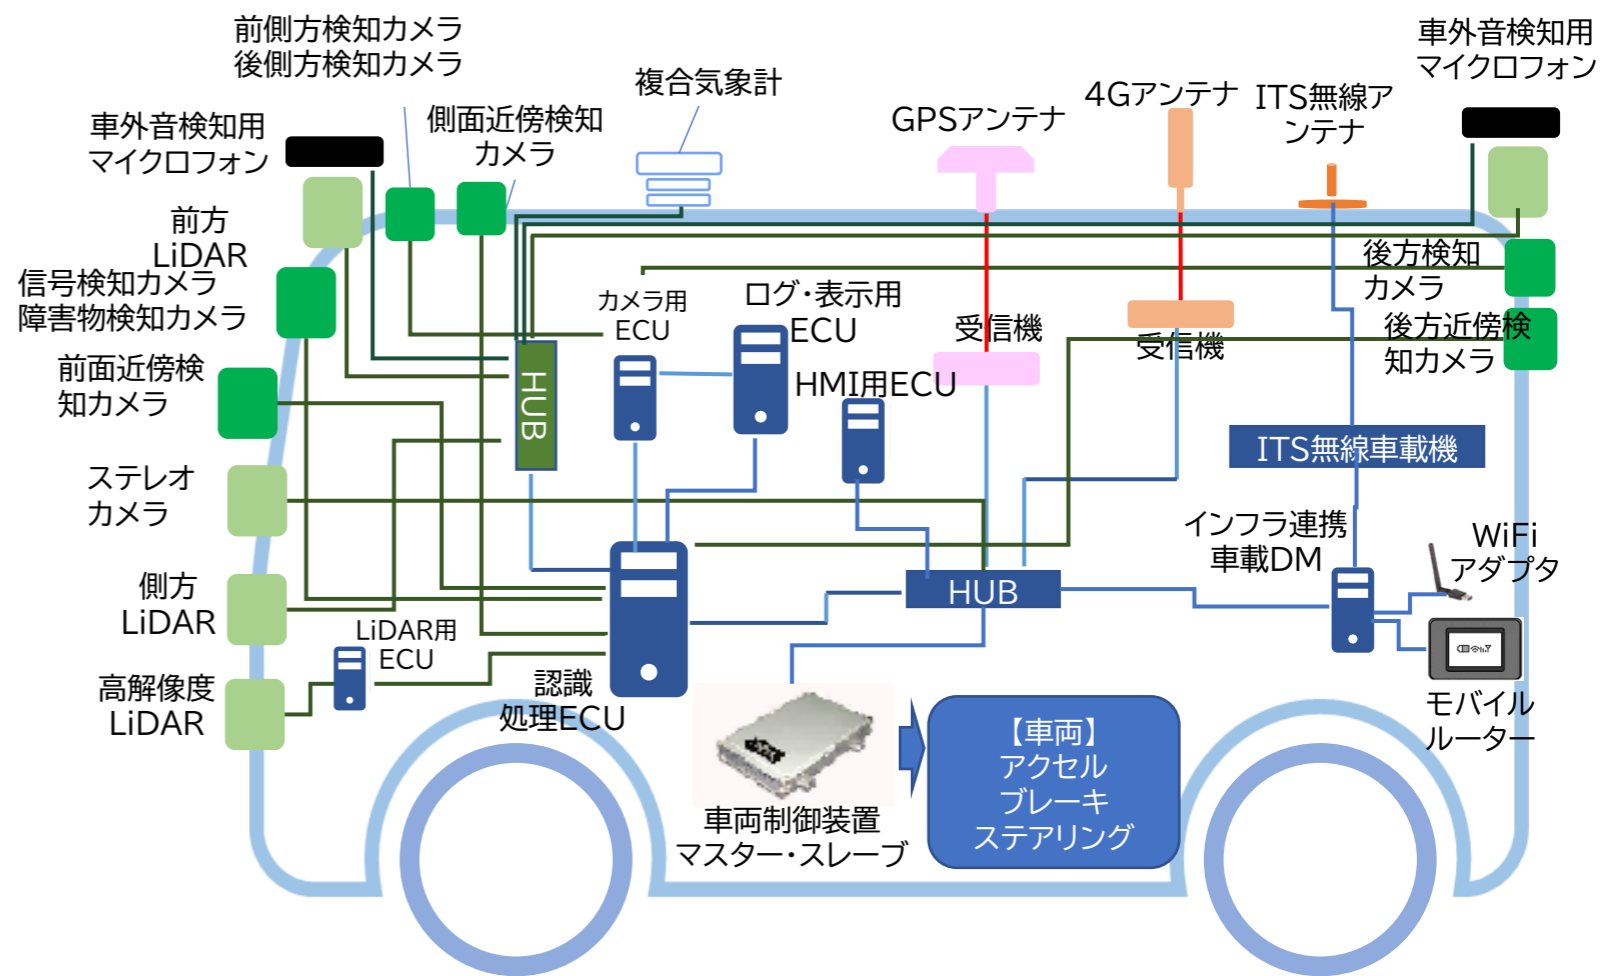 前側方検知カメラ
後側方検知カメラ
車外音検知用
マイクロフォン
側面近傍検知
カメラ
複合気象計
GPSアンテナ
4Gアンテナ
ITS無線ア
ンテナ
車外音検知用
マイクロフォン
前方
LiDAR
信号検知カメラ
障害物検知カメラ
前面近傍検
知カメラ
ステレオ
カメラ
側方
LiDAR
高解像度
LiDAR
LiDAR用
ECU
HUB
カメラ用
ECU
ログ・表示用
ECU
HMI用ECU
受信機
受信機
後方検知
カメラ
後方近傍検
知カメラ
ITS無線車載機
インフラ連携
車載DM
WiFi
アダプタ
モバイル
ルーター
HUB
認識
処理ECU
車両制御装置
マスター・スレーブ
【車両】
アクセル
ブレーキ
ステアリング